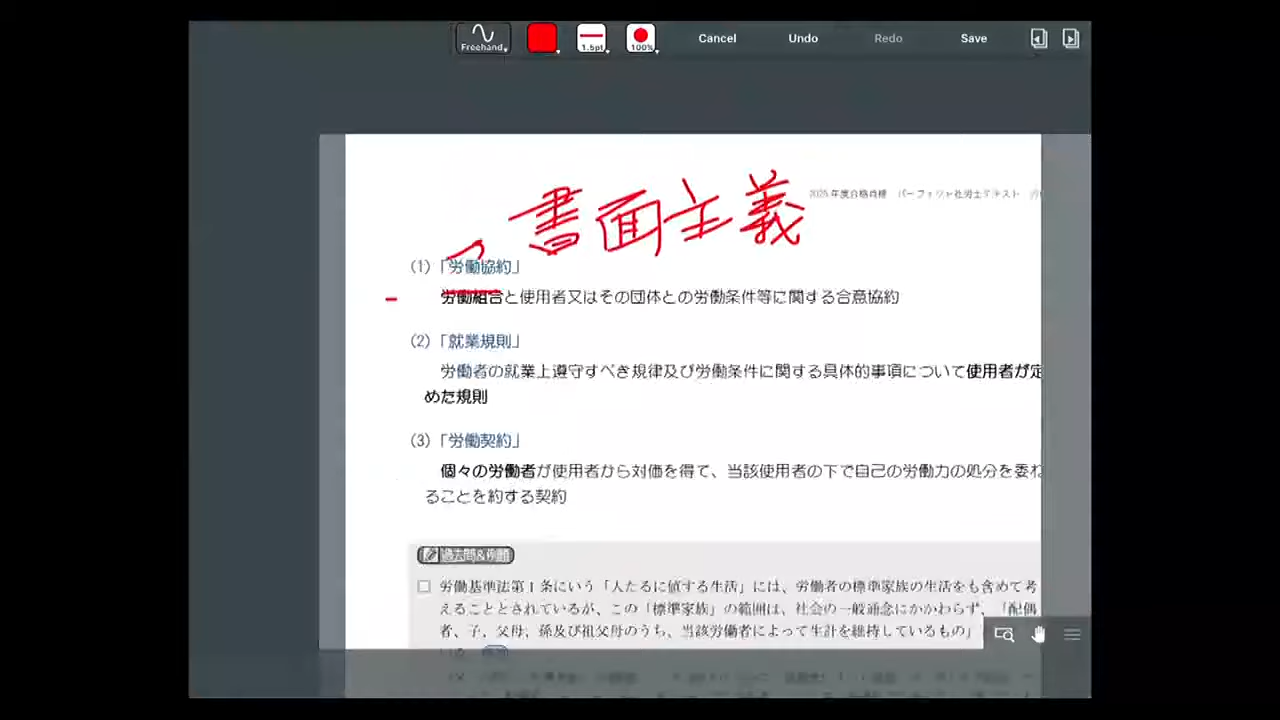 Freehand 1.5pt 100% Cancel Undo Redo Save
書面主義
2025年度合格目標 パーフェクト社労士テキスト
(1)「労働協約」
労働組合と使用者又はその団体との労働条件等に関する合意協約
(2)「就業規則」
労働者の就業上遵守すべき規律及び労働条件に関する具体的事項について使用者が定
めた規則
(3)「労働契約」
個々の労働者が使用者から対価を得て、当該使用者の下で自己の労働力の処分を委ね
ることを約する契約
過去問&例題
□ 労働基準法第1条にいう「人たるに値する生活」には、労働者の標準家族の生活をも含めて考
えることとされているが、この「標準家族」の範囲は、社会の一般通念にかかわらず、「配偶
者、子、父母、孫及び祖父母のうち、当該労働者によって生計を維持しているもの」